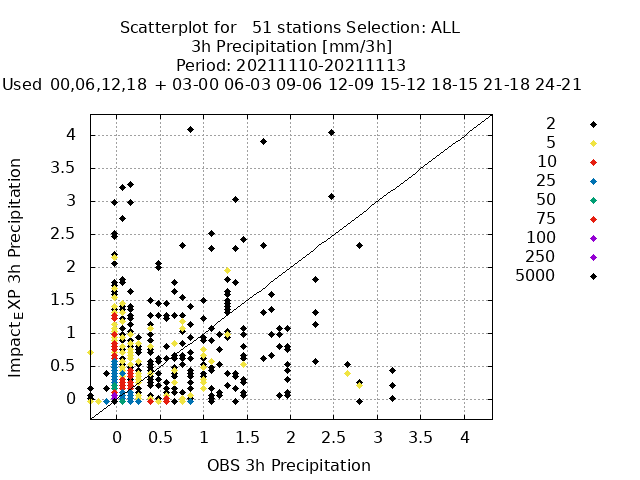 Scatterplot for   51 stations Selection: ALL
3h Precipitation [mm/3h]
Period: 20211110-20211113
Used 00,06,12,18 + 03-00 06-03 09-06 12-09 15-12 18-15 21-18 24-21
4
3.5
3
2.5
2
1.5
1
0.5
0
Impact_EXP 3h Precipitation
0 0.5 1 1.5 2 2.5 3 3.5 4
OBS 3h Precipitation
2
5
10
25
50
75
100
250
5000